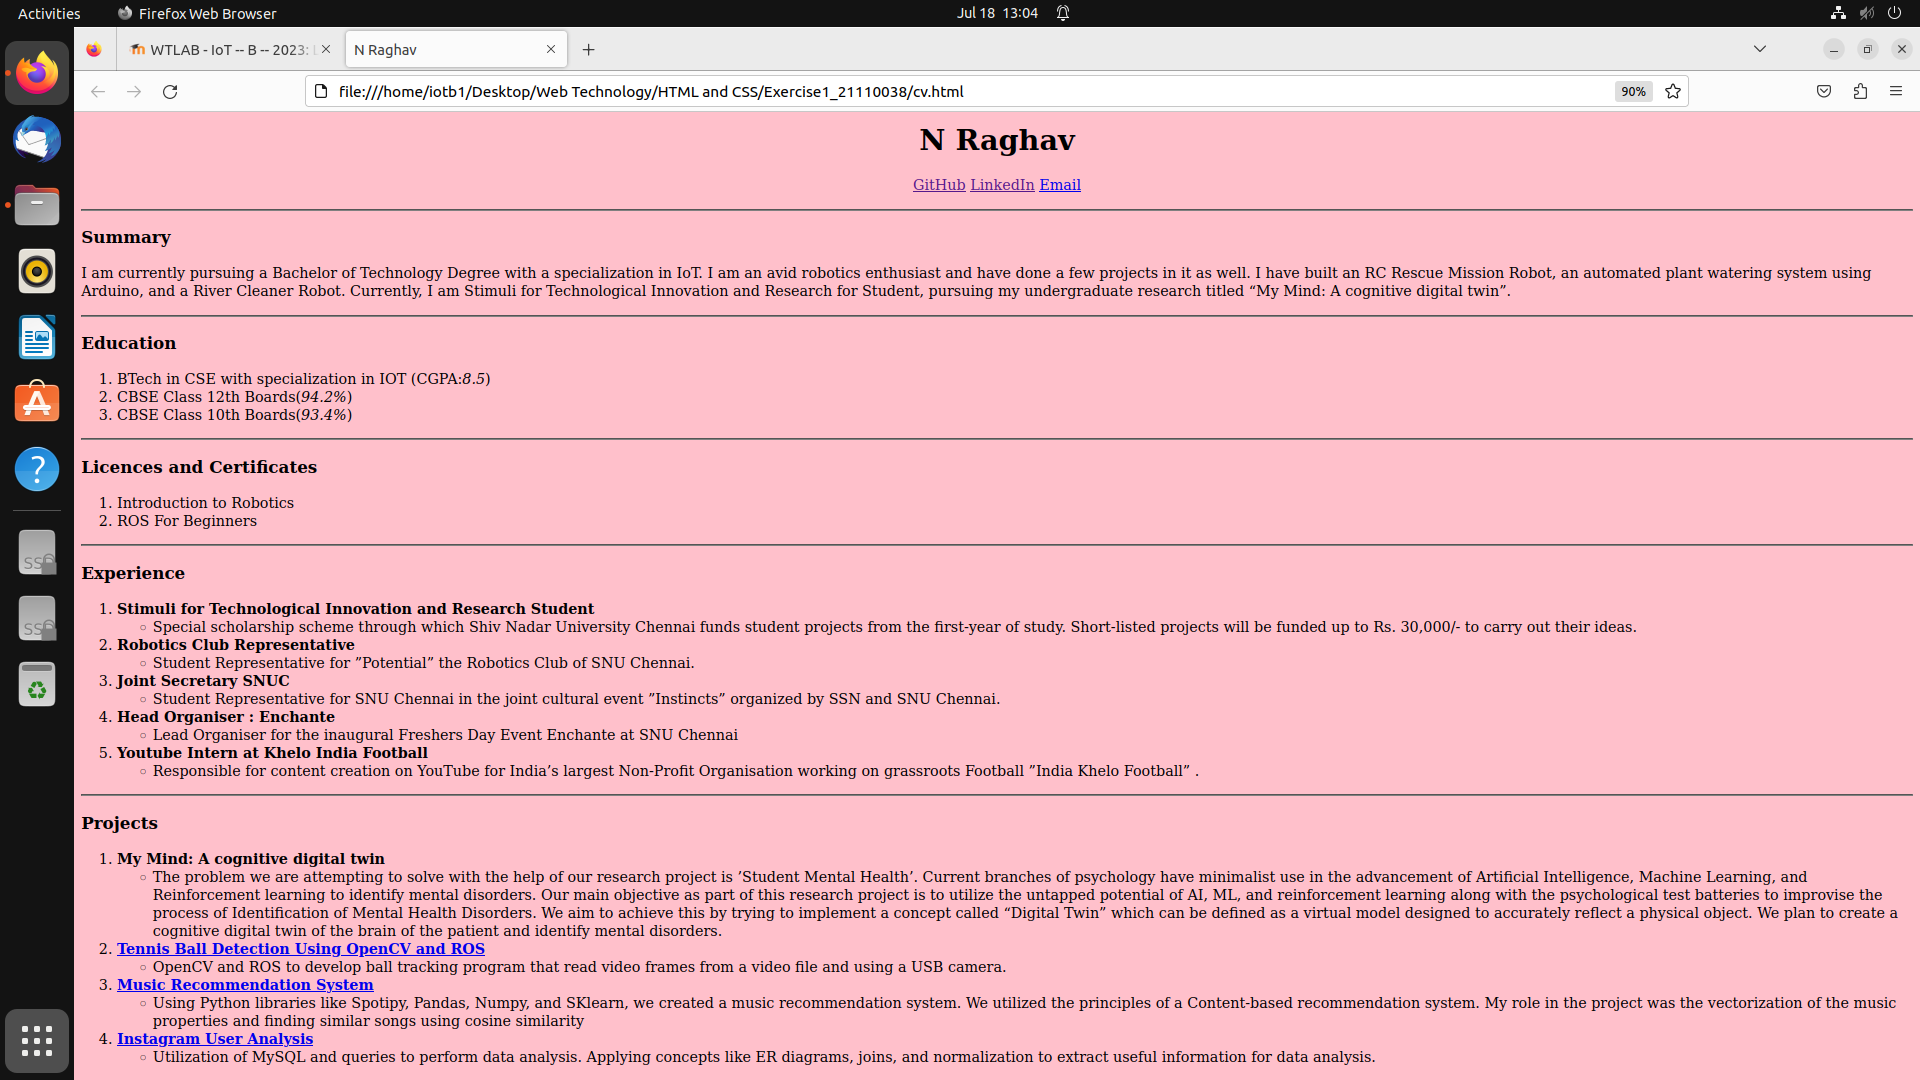 Activities
Firefox Web Browser
Jul 18 13:04
WTLAB - IoT -- B -- 2023:
N Raghav
file:///home/iotb1/Desktop/Web Technology/HTML and CSS/Exercise1_21110038/cv.html
90%
N Raghav
GitHub LinkedIn Email
Summary
I am currently pursuing a Bachelor of Technology Degree with a specialization in IoT. I am an avid robotics enthusiast and have done a few projects in it as well. I have built an RC Rescue Mission Robot, an automated plant watering system using
Arduino, and a River Cleaner Robot. Currently, I am Stimuli for Technological Innovation and Research for Student, pursuing my undergraduate research titled “My Mind: A cognitive digital twin”.
Education
1. BTech in CSE with specialization in IOT (CGPA:8.5)
2. CBSE Class 12th Boards(94.2%)
3. CBSE Class 10th Boards(93.4%)
Licences and Certificates
1. Introduction to Robotics
2. ROS For Beginners
Experience
1. Stimuli for Technological Innovation and Research Student
◦ Special scholarship scheme through which Shiv Nadar University Chennai funds student projects from the first-year of study. Short-listed projects will be funded up to Rs. 30,000/- to carry out their ideas.
2. Robotics Club Representative
◦ Student Representative for ”Potential” the Robotics Club of SNU Chennai.
3. Joint Secretary SNUC
◦ Student Representative for SNU Chennai in the joint cultural event ”Instincts” organized by SSN and SNU Chennai.
4. Head Organiser : Enchante
◦ Lead Organiser for the inaugural Freshers Day Event Enchante at SNU Chennai
5. Youtube Intern at Khelo India Football
◦ Responsible for content creation on YouTube for India’s largest Non-Profit Organisation working on grassroots Football ”India Khelo Football” .
Projects
1. My Mind: A cognitive digital twin
◦ The problem we are attempting to solve with the help of our research project is ’Student Mental Health’. Current branches of psychology have minimalist use in the advancement of Artificial Intelligence, Machine Learning, and
Reinforcement learning to identify mental disorders. Our main objective as part of this research project is to utilize the untapped potential of AI, ML, and reinforcement learning along with the psychological test batteries to improvise the
process of Identification of Mental Health Disorders. We aim to achieve this by trying to implement a concept called “Digital Twin” which can be defined as a virtual model designed to accurately reflect a physical object. We plan to create a
cognitive digital twin of the brain of the patient and identify mental disorders.
2. Tennis Ball Detection Using OpenCV and ROS
◦ OpenCV and ROS to develop ball tracking program that read video frames from a video file and using a USB camera.
3. Music Recommendation System
◦ Using Python libraries like Spotipy, Pandas, Numpy, and SKlearn, we created a music recommendation system. We utilized the principles of a Content-based recommendation system. My role in the project was the vectorization of the music
properties and finding similar songs using cosine similarity
4. Instagram User Analysis
◦ Utilization of MySQL and queries to perform data analysis. Applying concepts like ER diagrams, joins, and normalization to extract useful information for data analysis.